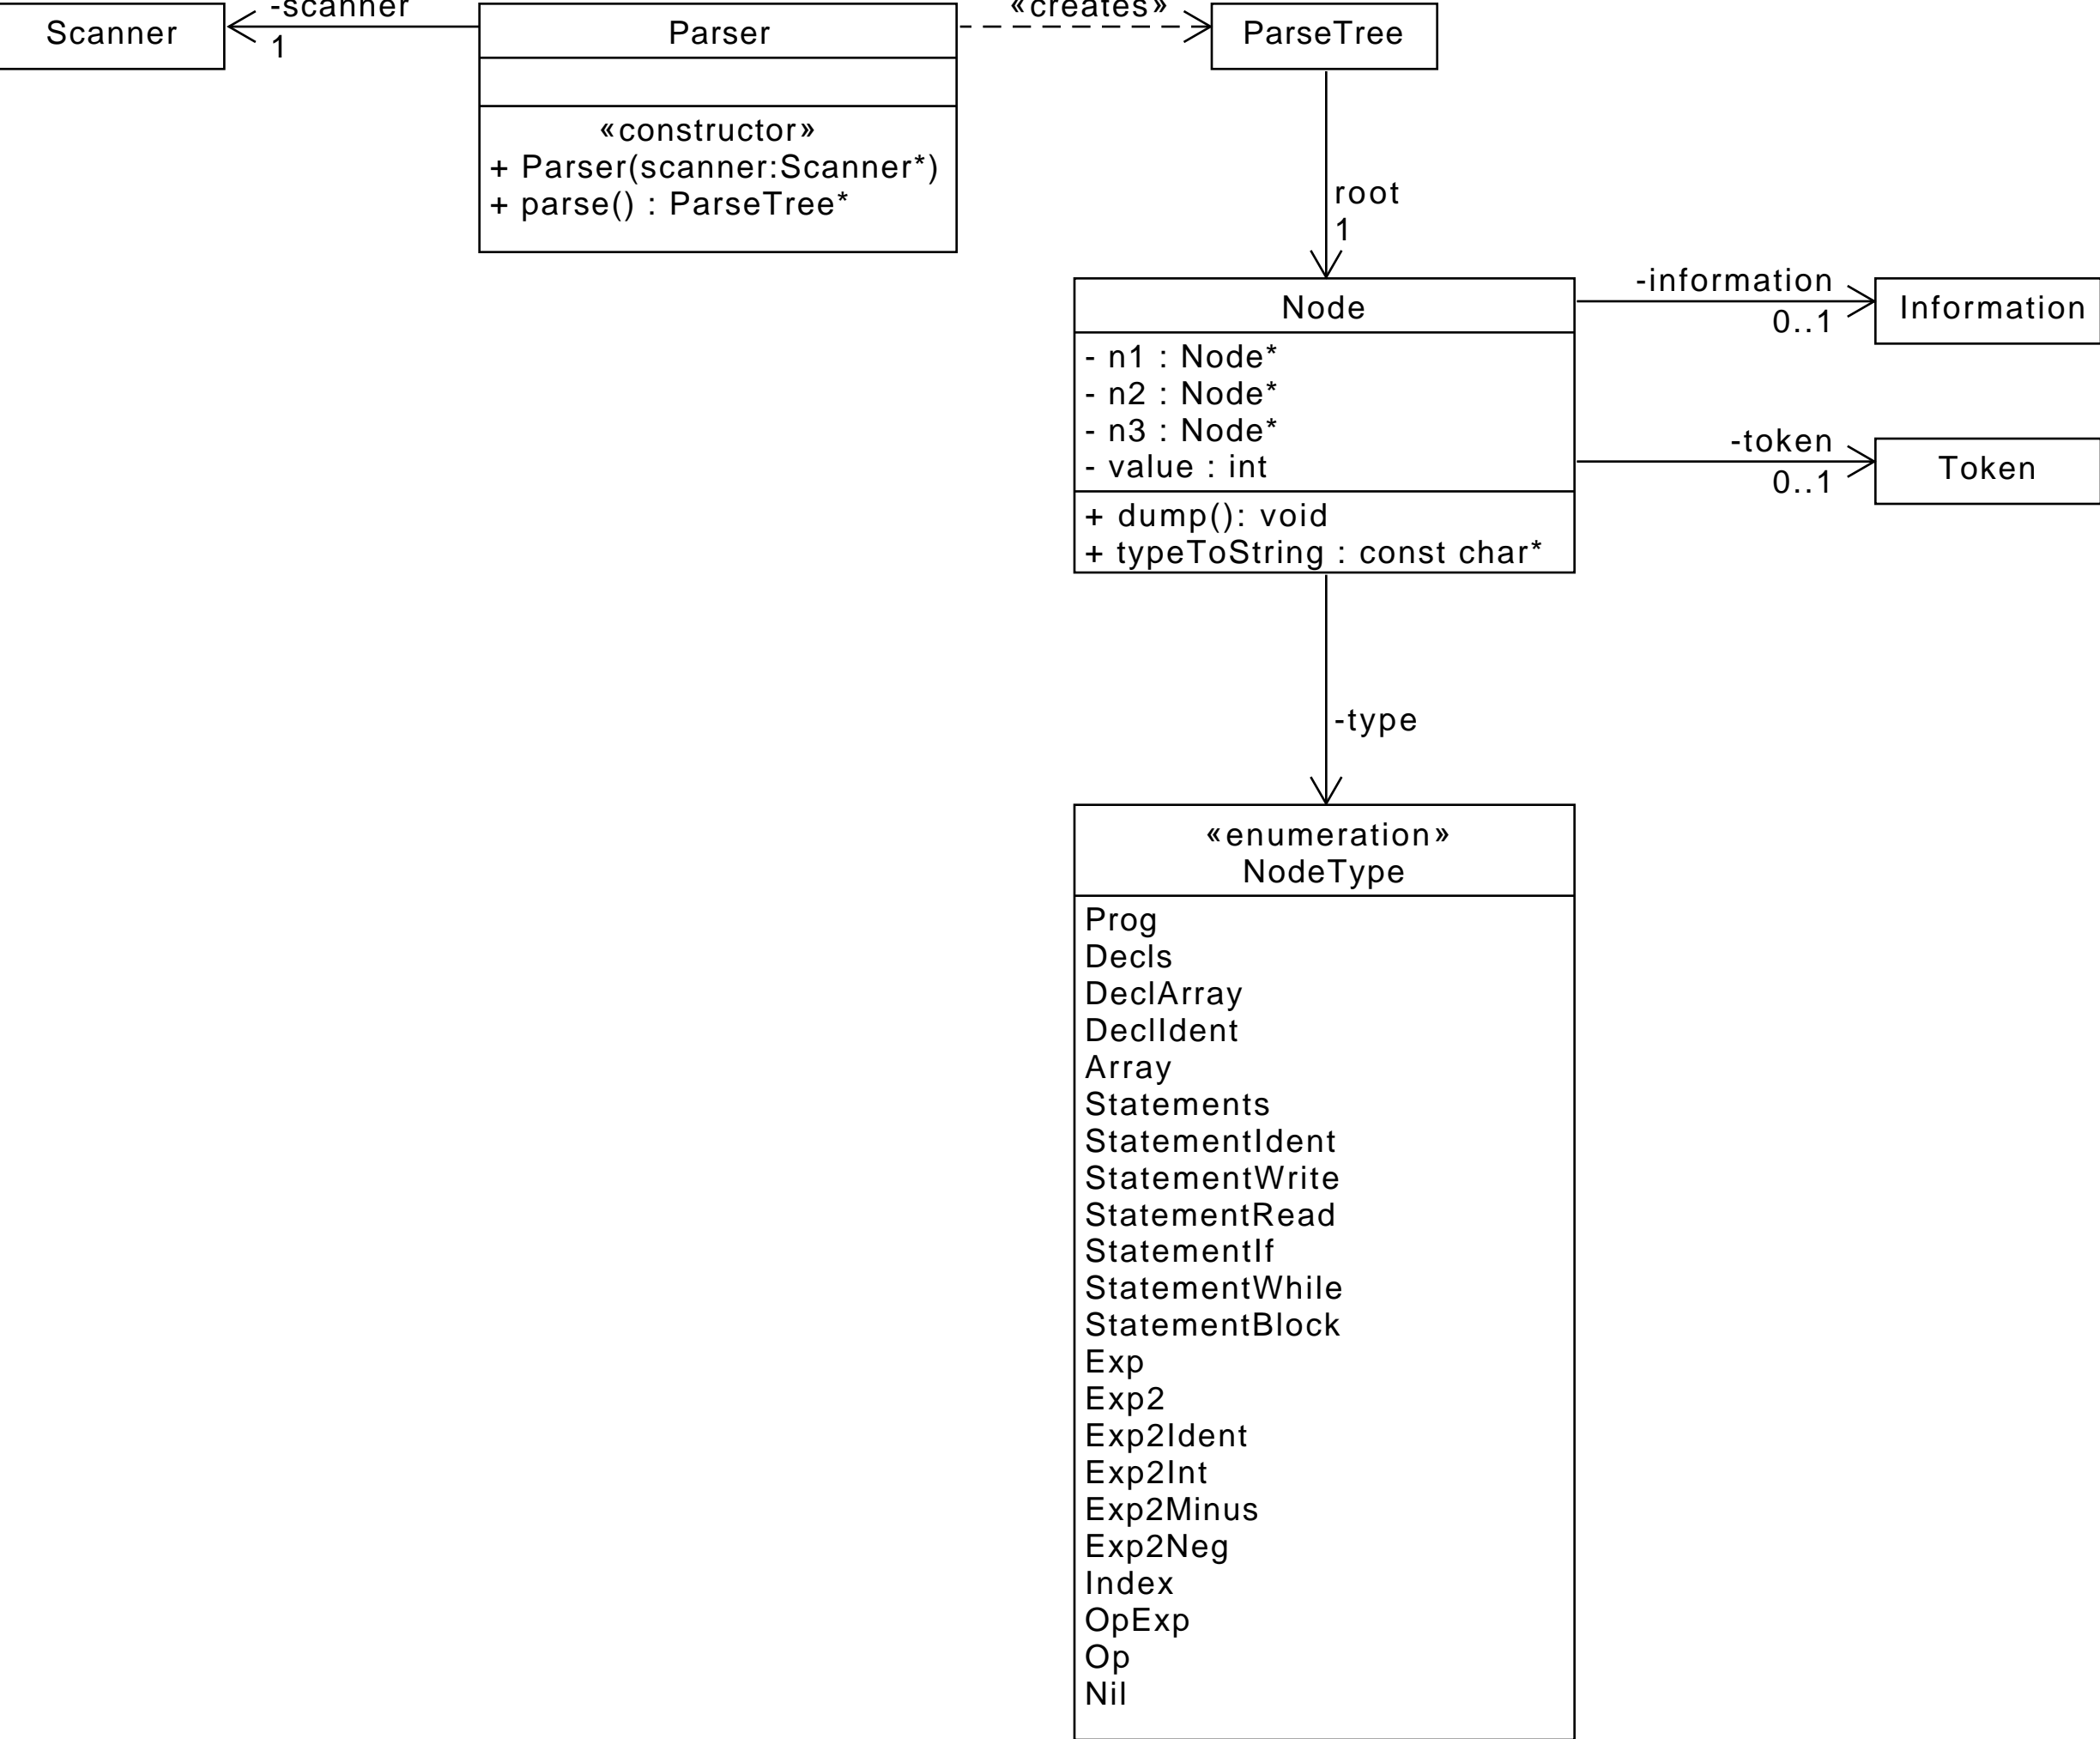 -scanner
«creates»
Scanner
1
Parser
ParseTree
«constructor»
+ Parser(scanner:Scanner*)
+ parse() : ParseTree*
root
1
Node
-information
0..1
Information
- n1 : Node*
- n2 : Node*
- n3 : Node*
- value : int
-token
0..1
Token
+ dump(): void
+ typeToString : const char*
-type
«enumeration»
NodeType
Prog
Decls
DeclArray
DeclIdent
Array
Statements
StatementIdent
StatementWrite
StatementRead
StatementIf
StatementWhile
StatementBlock
Exp
Exp2
Exp2Ident
Exp2Int
Exp2Minus
Exp2Neg
Index
OpExp
Op
Nil